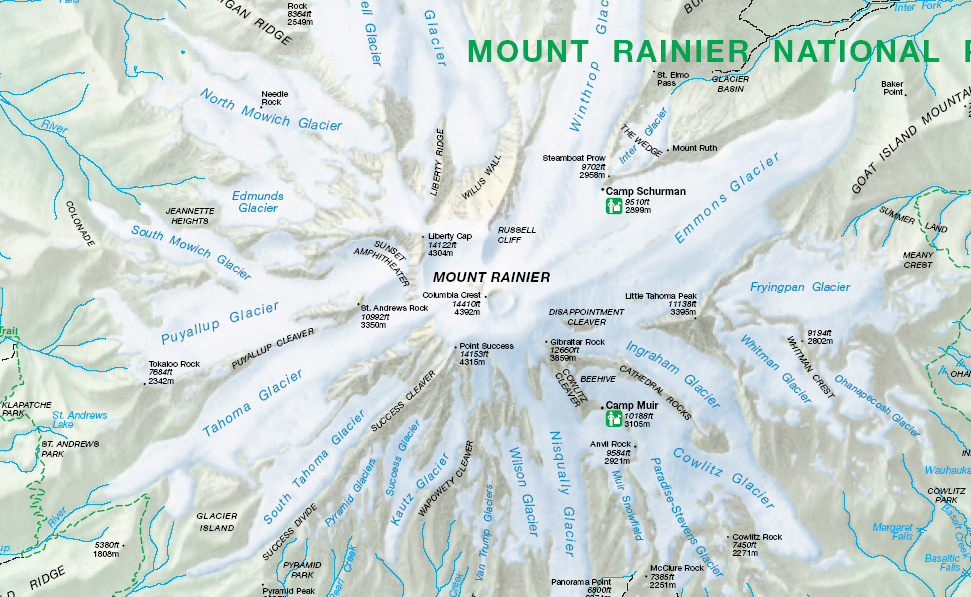 Rock
8364ft
2549m
MOUNT RAINIER NATIONAL
Inter Fork
Glacier
Winthrop
St. Elmo
Pass
GLACIER
BASIN
Baker
Point
GOAT ISLAND
Needle
Rock
North Mowich Glacier
River
LIBERTY RIDGE
WILLIS WALL
Inter Glacier
THE WEDGE
Mount Ruth
Steamboat Prow
9702ft
2958m
Camp Schurman
9510ft
2899m
Emmons Glacier
Edmunds
Glacier
JEANNETTE
HEIGHTS
COLONADE
South Mowich Glacier
SUNSET
AMPHITHEATER
Liberty Cap
14122ft
4304m
RUSSELL
CLIFF
SUMMER LAND
MEANY
CREST
MOUNT RAINIER
Columbia Crest
14410ft
4392m
Fryingpan Glacier
Little Tahoma Peak
11138ft
3395m
St. Andrews Rock
10992ft
3350m
DISAPPOINTMENT
CLEAVER
Puyallup Glacier
PUYALLUP CLEAVER
Point Success
14153ft
4315m
Gibraltar Rock
12660ft
3859m
Ingraham Glacier
9194ft
2802m
Whitman Glacier
WHITMAN CREST
Ohanapecosh Glacier
Tokaloo Rock
7684ft
2342m
Tahoma Glacier
SUCCESS CLEAVER
COWLITZ
CLEAVER
BEEHIVE
CATHEDRAL ROCKS
Camp Muir
10188ft
3105m
KLAPATCHE
PARK
St. Andrews
Lake
ST. ANDREWS
PARK
South Tahoma Glacier
Pyramid Glaciers
Success Glacier
Kautz Glacier
WAPOWETY CLEAVER
Van Trump Glaciers
Wilson Glacier
Nisqually Glacier
Anvil Rock
9584ft
2921m
Muir Snowfield
Paradise-Stevens Glacier
Cowlitz Glacier
COWLITZ
PARK
GLACIER
ISLAND
SUCCESS DIVIDE
River
5380ft
1808m
PYRAMID
PARK
Pyramid Peak
Creek
Cowlitz Rock
7450ft
2271m
McClure Rock
7385ft
2251m
Panorama Point
6800ft
Margaret
Falls
Basaltic
Falls
RIDGE